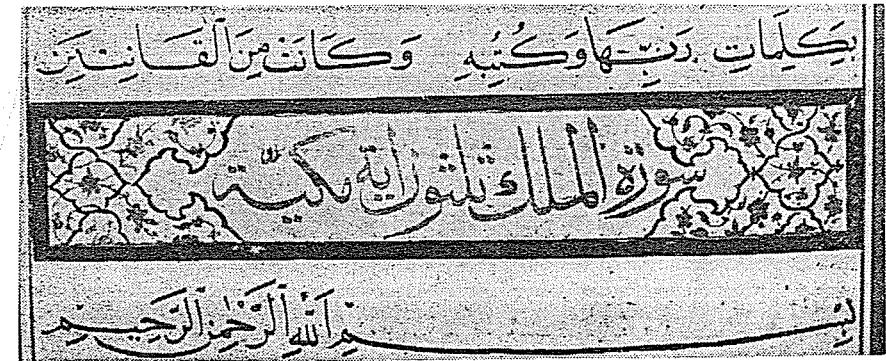 بِكَلِمَاتِ رَبِّهَا وَكُتُبِهِ وَكَانَتْ مِنَ الْقَانِتِينَ
سورة الملك ثلثون آية مكية
بِسْمِ اللَّهِ الرَّحْمٰنِ الرَّحِيمِ